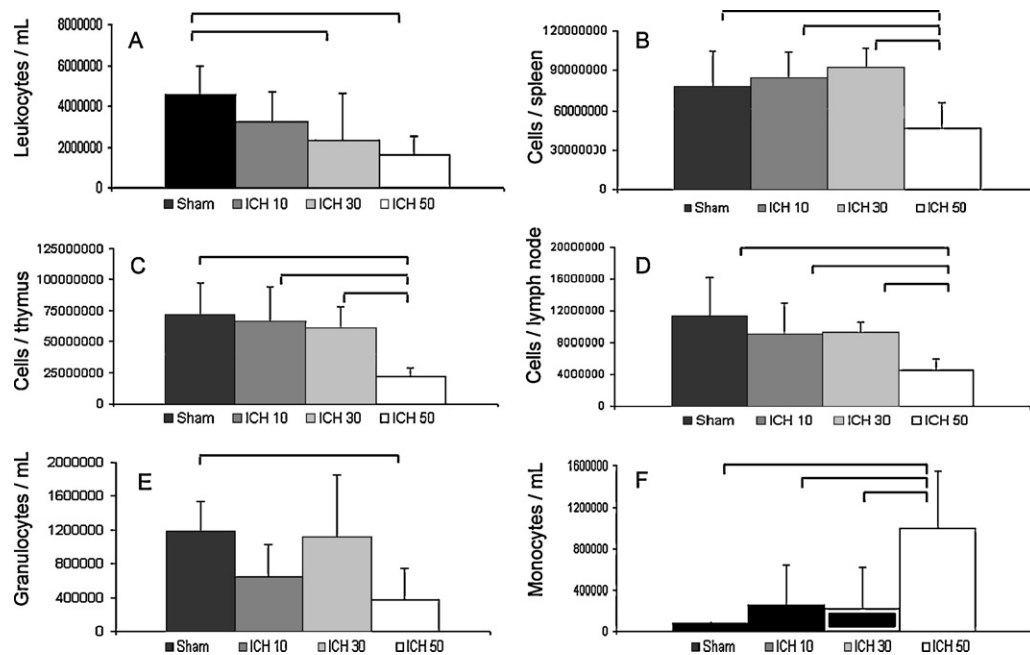 A
Leukocytes / mL
8000000
6000000
4000000
2000000
0
Sham ICH 10 ICH 30 ICH 50
B
Cells / spleen
120000000
90000000
60000000
30000000
0
Sham ICH 10 ICH 30 ICH 50
C
Cells / thymus
125000000
100000000
75000000
50000000
25000000
0
Sham ICH 10 ICH 30 ICH 50
D
Cells / lymph node
20000000
16000000
12000000
8000000
4000000
0
Sham ICH 10 ICH 30 ICH 50
E
Granulocytes / mL
2000000
1600000
1200000
800000
400000
0
Sham ICH 10 ICH 30 ICH 50
F
Monocytes / mL
1600000
1200000
800000
400000
0
Sham ICH 10 ICH 30 ICH 50